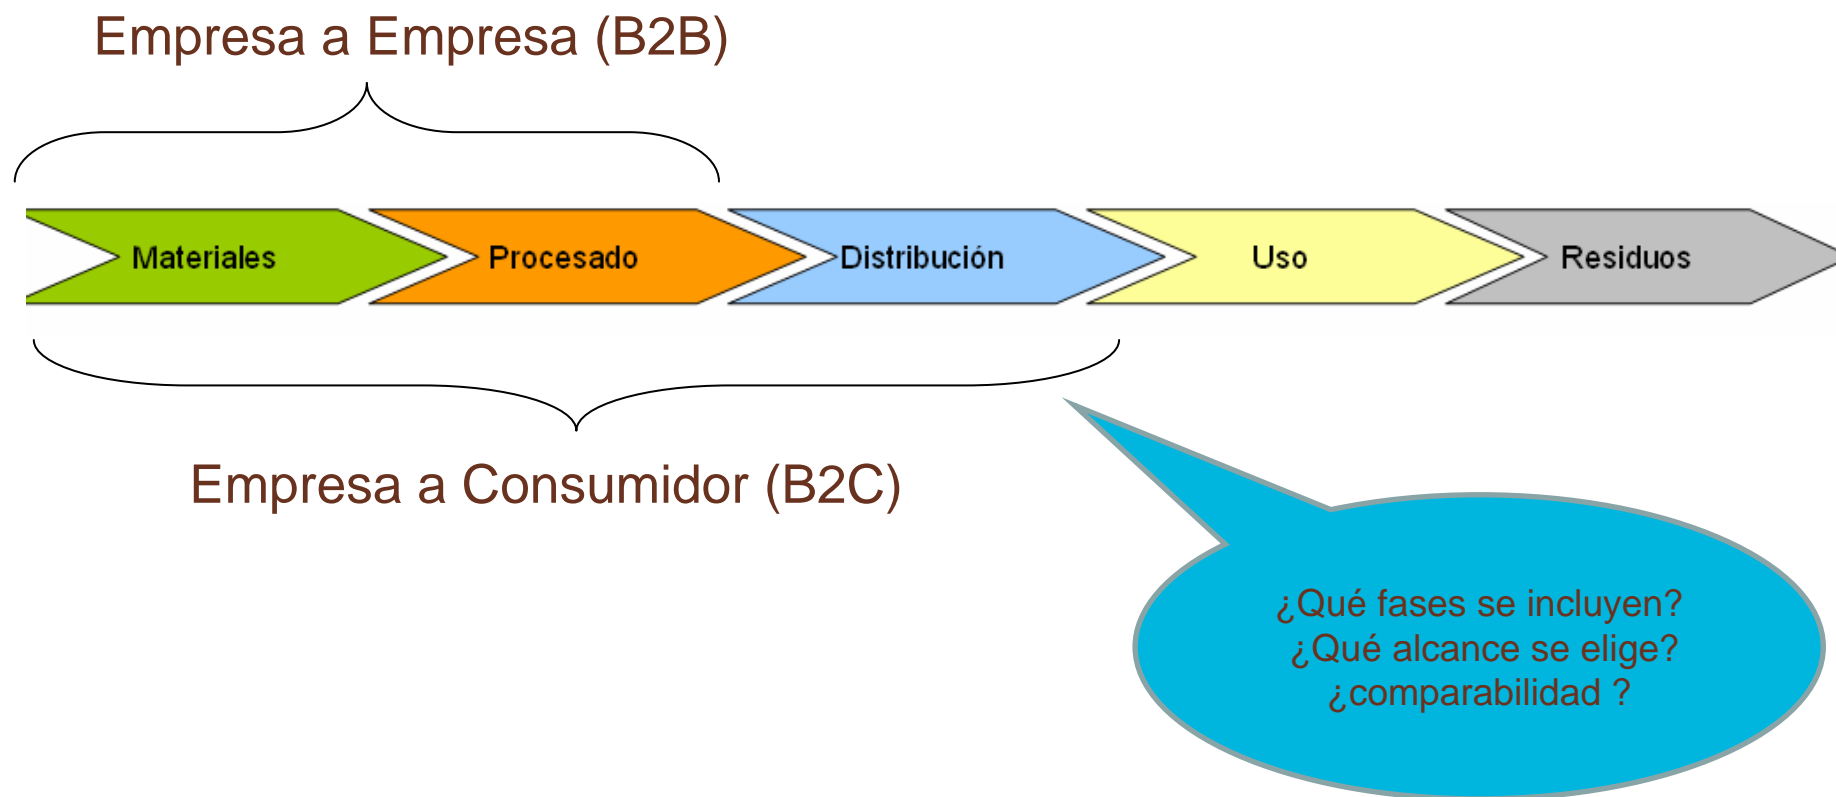 Empresa a Empresa (B2B)
Materiales
Procesado
Distribución
Uso
Residuos
Empresa a Consumidor (B2C)
¿Qué fases se incluyen?
¿Qué alcance se elige?
¿comparabilidad ?